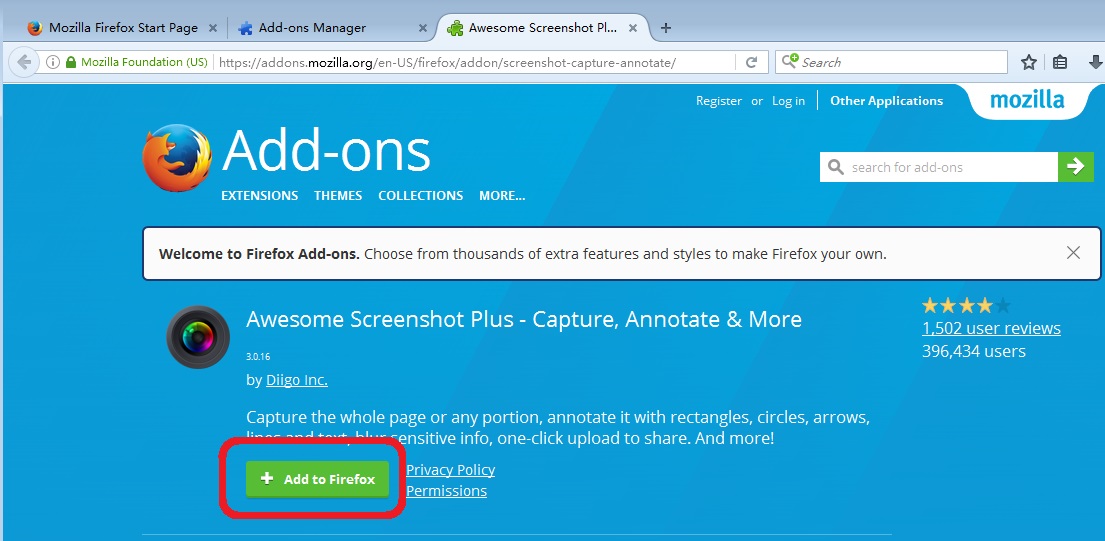 Mozilla Firefox Start Page
Add-ons Manager
Awesome Screenshot Pl...
Mozilla Foundation (US)
https://addons.mozilla.org/en-US/firefox/addon/screenshot-capture-annotate/
Search
Register or Log in
Other Applications
mozilla
Add-ons
search for add-ons
EXTENSIONS THEMES COLLECTIONS MORE...
Welcome to Firefox Add-ons. Choose from thousands of extra features and styles to make Firefox your own.
Awesome Screenshot Plus - Capture, Annotate & More
3.0.16
by Diigo Inc.
1,502 user reviews
396,434 users
Capture the whole page or any portion, annotate it with rectangles, circles, arrows,
lines and text, blur sensitive info, one-click upload to share. And more!
Add to Firefox
Privacy Policy
Permissions